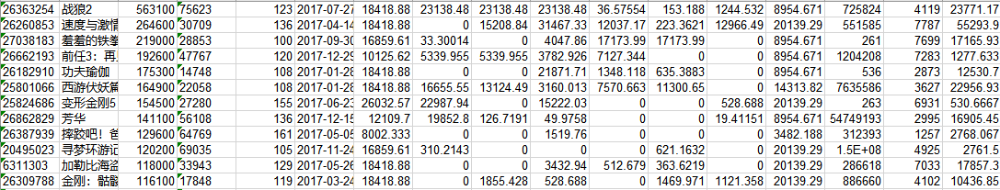 26363254 战狼2 563100 75623 123 2017-07-27 18418.88 23138.48 23138.48 23138.48 36.57554 153.188 1244.532 8954.671 725824 4119 23771.17
26260853 速度与激情 264600 30709 136 2017-04-14 18418.88 0 15208.84 31467.33 12037.17 223.3621 12966.49 20139.29 551585 7787 55293.9
27038183 羞羞的铁拳 219000 28853 100 2017-09-30 16859.61 33.30014 0 4047.86 17173.99 17173.99 0 8954.671 261 7699 17165.93
26662193 前任3：再 192600 47767 120 2017-12-29 10125.62 5339.955 5339.955 3782.926 7127.344 0 0 8954.671 1204208 7283 1277.633
26182910 功夫瑜伽 175300 14748 108 2017-01-28 18418.88 0 0 21871.71 1348.118 635.3883 0 8954.671 536 2873 12530.7
25801066 西游伏妖篇 164900 22058 108 2017-01-28 18418.88 16655.55 13124.49 3160.013 7570.663 11300.65 0 14313.82 7635586 3627 22956.93
25824686 变形金刚5 154500 27280 155 2017-06-23 26032.57 22987.94 0 15222.03 0 0 528.688 20139.29 263 6931 530.6667
26862829 芳华 141100 56108 136 2017-12-15 12109.7 19852.8 126.7191 49.9758 0 0 19.41151 8954.671 54749193 2995 16905.45
26387939 摔跤吧！爸 129600 64769 161 2017-05-05 8002.333 0 0 1519.76 0 0 0 3482.188 312393 1257 2768.067
20495023 寻梦环游记 120200 69035 105 2017-11-24 16859.61 310.2143 0 0 0 621.1632 0 20139.29 1.5E+08 4925 2761.5
6311303 加勒比海盗 118000 33943 129 2017-05-26 18418.88 0 0 3432.94 512.679 363.6219 0 20139.29 286618 7033 17857.3
26309788 金刚：骷髅 116100 17848 119 2017-03-24 18418.88 0 1855.428 528.688 0 1469.971 1121.358 20139.29 886660 4102 10436.85